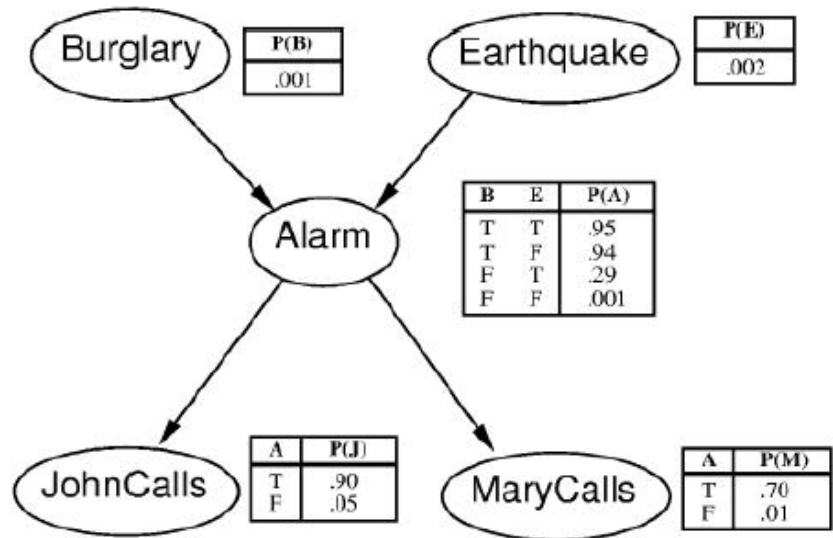 Burglary
P(B)
.001
Earthquake
P(E)
.002
Alarm
B E P(A)
T T .95
T F .94
F T .29
F F .001
JohnCalls
A P(J)
T .90
F .05
MaryCalls
A P(M)
T .70
F .01